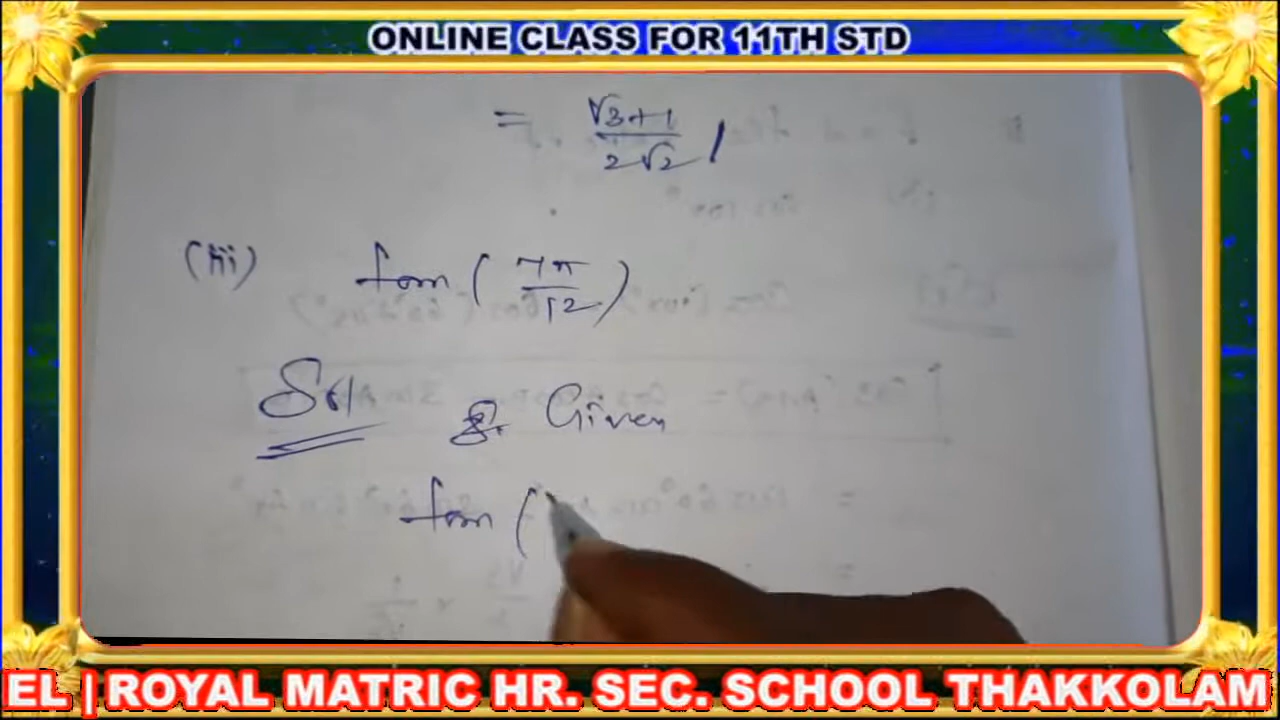 ONLINE CLASS FOR 11TH STD
= √3+1 / 2√2 /
(iii) tan ( 7π / 12 )
Sol
Given
tan (
EL | ROYAL MATRIC HR. SEC. SCHOOL THAKKOLAM